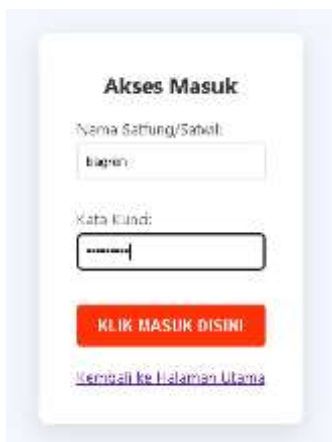 Akses Masuk
Nama Satfung/Satwil:
bagren
Kata Kunci:
KLIK MASUK DISINI
Kembali ke Halaman Utama